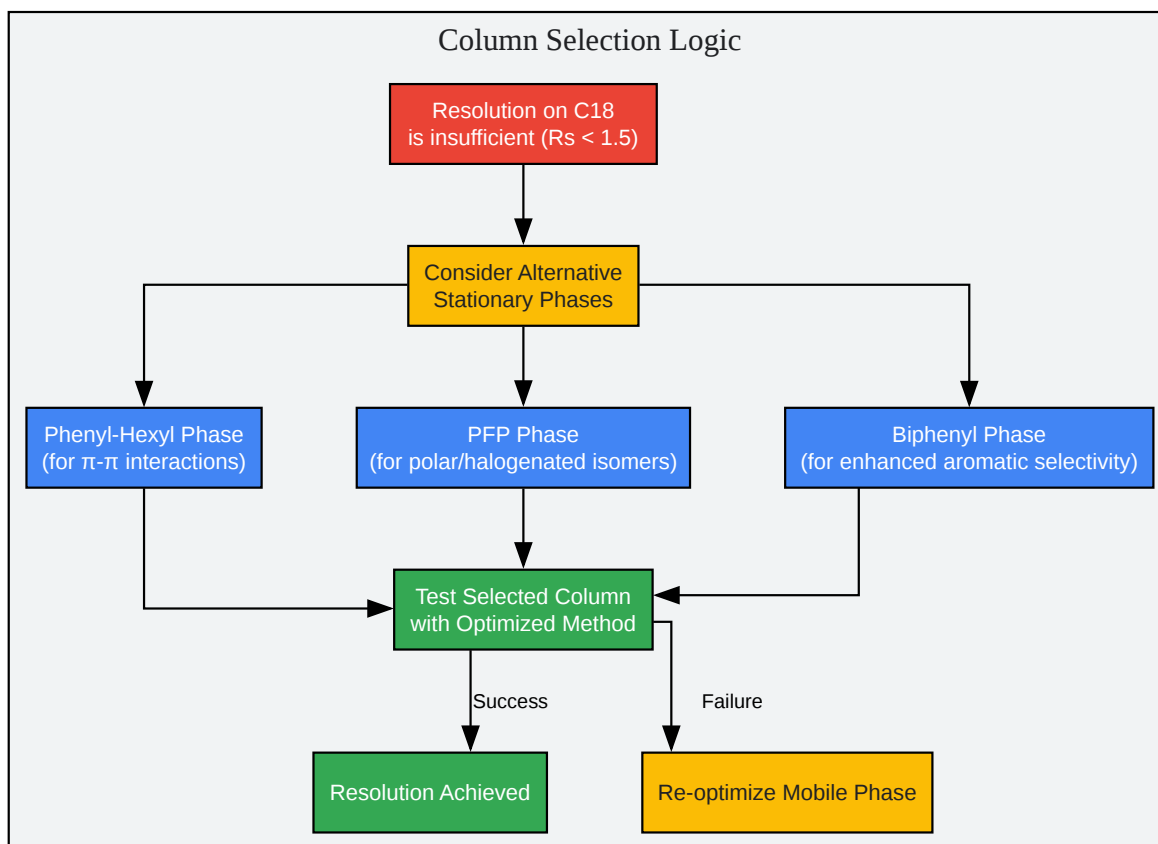 Column Selection Logic
Resolution on C18
is insufficient (Rs < 1.5)
Consider Alternative
Stationary Phases
Phenyl-Hexyl Phase
(for π-π interactions)
PFP Phase
(for polar/halogenated isomers)
Biphenyl Phase
(for enhanced aromatic selectivity)
Test Selected Column
with Optimized Method
Success
Failure
Resolution Achieved
Re-optimize Mobile Phase